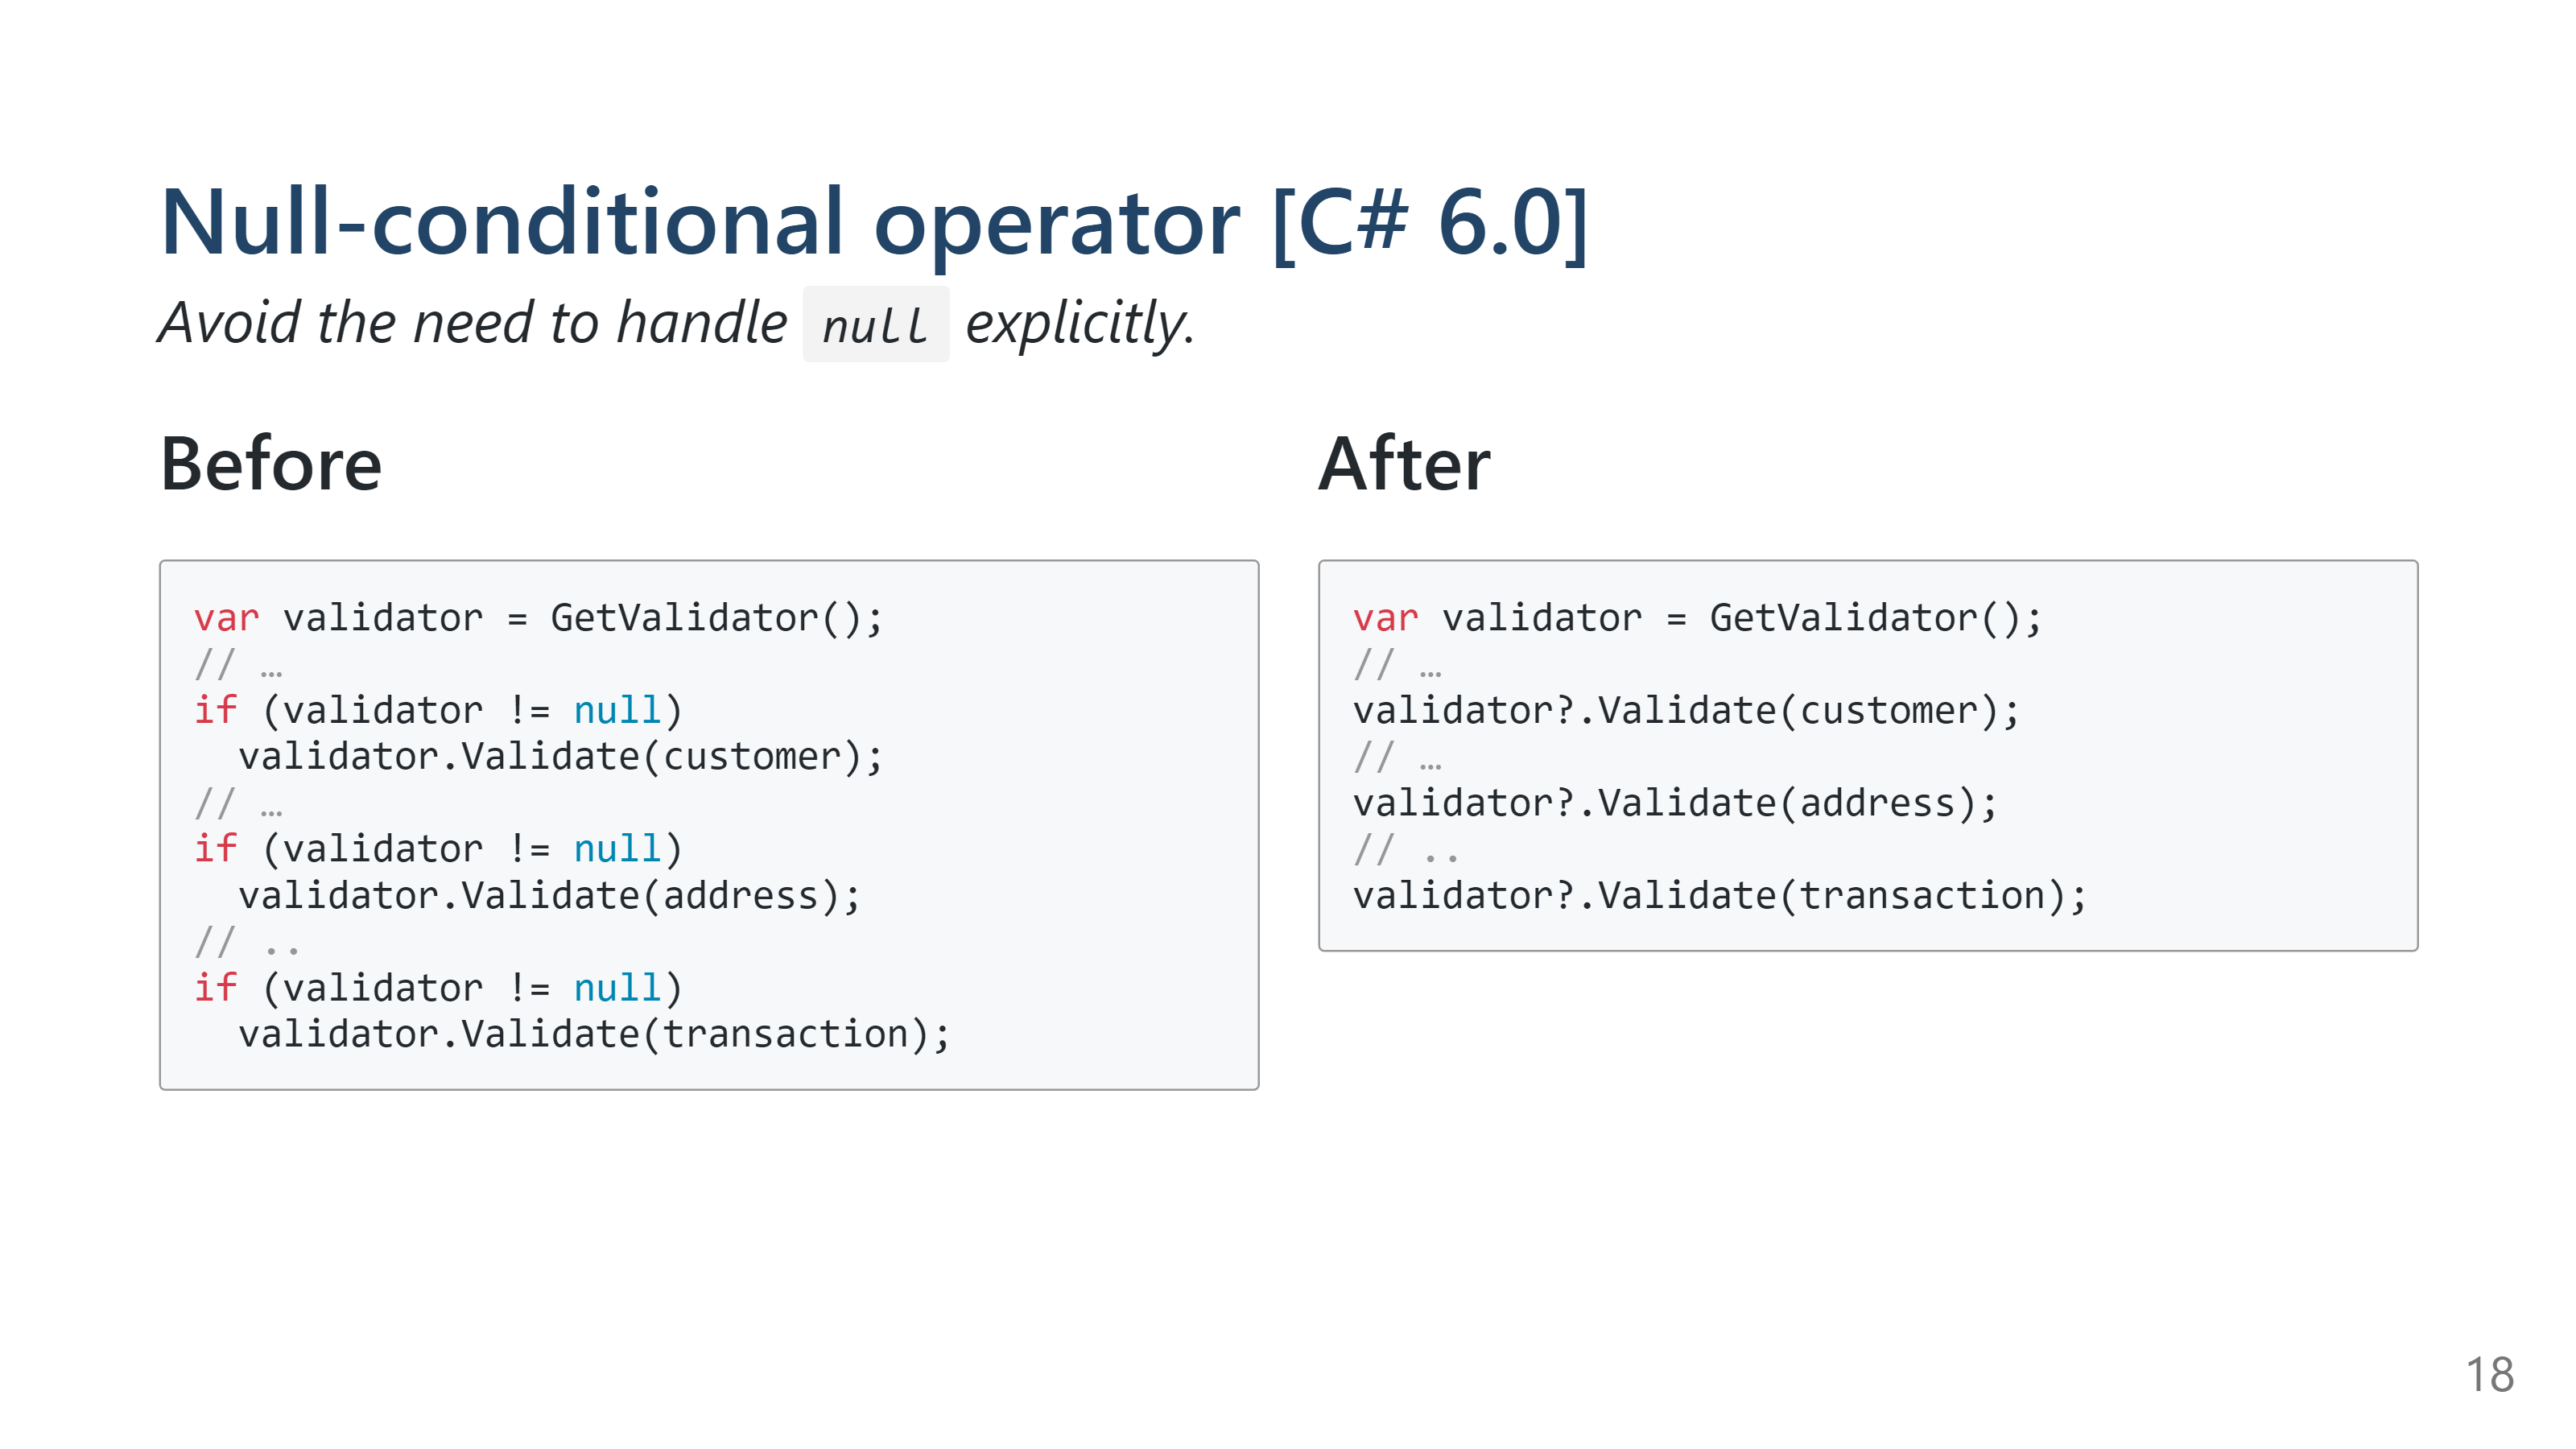 Null-conditional operator [C# 6.0]
Avoid the need to handle null explicitly.
Before
var validator = GetValidator();
// …
if (validator != null)
  validator.Validate(customer);
// …
if (validator != null)
  validator.Validate(address);
// ..
if (validator != null)
  validator.Validate(transaction);
After
var validator = GetValidator();
// …
validator?.Validate(customer);
// …
validator?.Validate(address);
// ..
validator?.Validate(transaction);
18